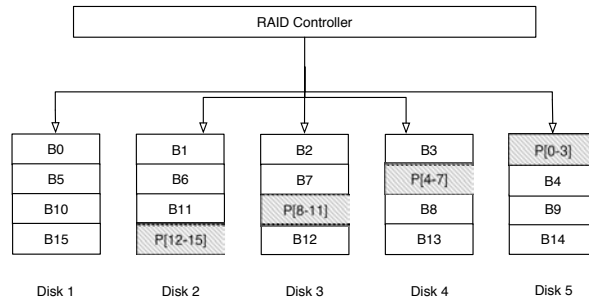 RAID Controller
B0 B1 B2 B3 P[0-3]
B5 B6 B7 P[4-7] B4
B10 B11 P[8-11] B8 B9
B15 P[12-15] B12 B13 B14
Disk 1 Disk 2 Disk 3 Disk 4 Disk 5